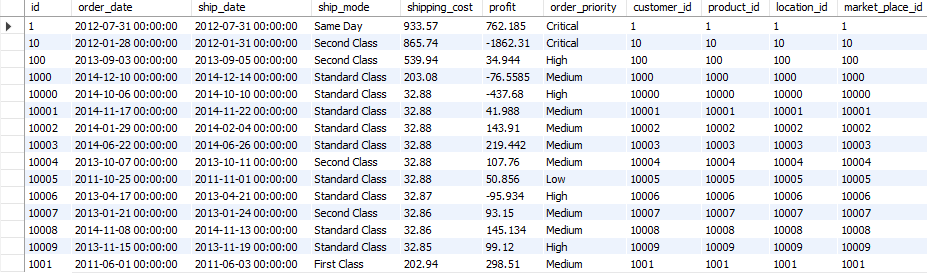 id order_date ship_date ship_mode shipping_cost profit order_priority customer_id product_id location_id market_place_id
1 2012-07-31 00:00:00 2012-07-31 00:00:00 Same Day 933.57 762.185 Critical 1 1 1 1
10 2012-01-28 00:00:00 2012-01-31 00:00:00 Second Class 865.74 -1862.31 Critical 10 10 10 10
100 2013-09-03 00:00:00 2013-09-05 00:00:00 Second Class 539.94 34.944 High 100 100 100 100
1000 2014-12-10 00:00:00 2014-12-14 00:00:00 Standard Class 203.08 -76.5585 Medium 1000 1000 1000 1000
10000 2014-10-06 00:00:00 2014-10-10 00:00:00 Standard Class 32.88 -437.68 High 10000 10000 10000 10000
10001 2014-11-17 00:00:00 2014-11-22 00:00:00 Standard Class 32.88 41.988 Medium 10001 10001 10001 10001
10002 2014-01-29 00:00:00 2014-02-04 00:00:00 Standard Class 32.88 143.91 Medium 10002 10002 10002 10002
10003 2014-06-22 00:00:00 2014-06-26 00:00:00 Standard Class 32.88 219.442 Medium 10003 10003 10003 10003
10004 2013-10-07 00:00:00 2013-10-11 00:00:00 Second Class 32.88 107.76 Medium 10004 10004 10004 10004
10005 2011-10-25 00:00:00 2011-11-01 00:00:00 Standard Class 32.88 50.856 Low 10005 10005 10005 10005
10006 2013-04-17 00:00:00 2013-04-21 00:00:00 Standard Class 32.87 -95.934 High 10006 10006 10006 10006
10007 2013-01-21 00:00:00 2013-01-24 00:00:00 Second Class 32.86 93.15 Medium 10007 10007 10007 10007
10008 2014-11-08 00:00:00 2014-11-13 00:00:00 Standard Class 32.86 145.134 Medium 10008 10008 10008 10008
10009 2013-11-15 00:00:00 2013-11-19 00:00:00 Standard Class 32.85 99.12 High 10009 10009 10009 10009
1001 2011-06-01 00:00:00 2011-06-03 00:00:00 First Class 202.94 298.51 Medium 1001 1001 1001 1001